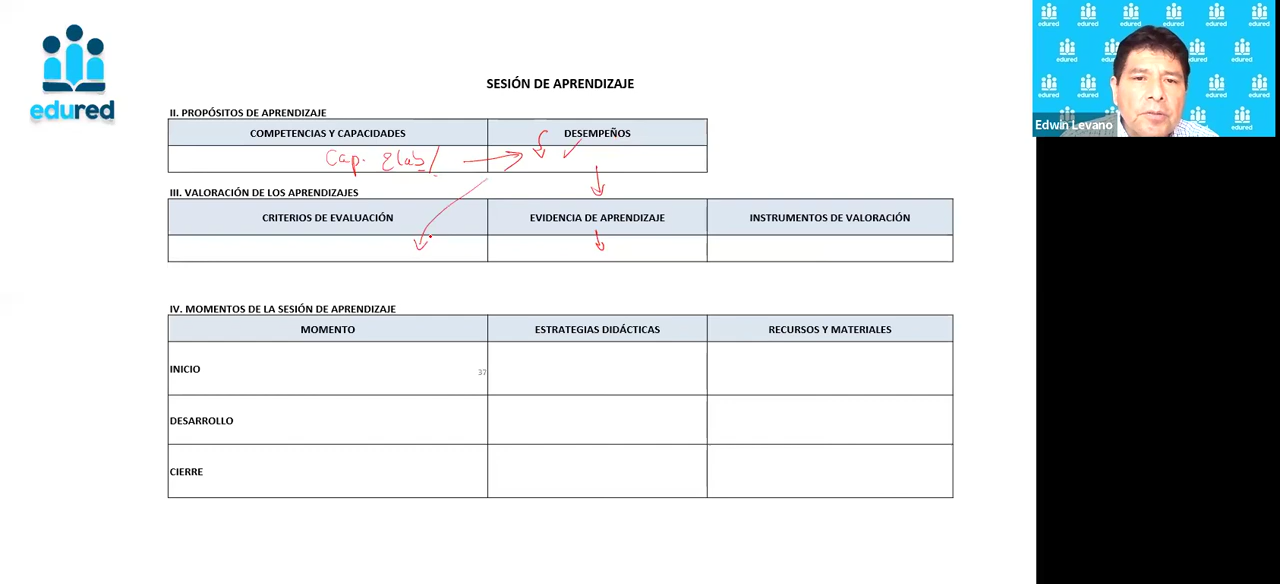 edured
SESIÓN DE APRENDIZAJE
II. PROPÓSITOS DE APRENDIZAJE
COMPETENCIAS Y CAPACIDADES DESEMPEÑOS
Cap. Elab/
III. VALORACIÓN DE LOS APRENDIZAJES
CRITERIOS DE EVALUACIÓN EVIDENCIA DE APRENDIZAJE INSTRUMENTOS DE VALORACIÓN
IV. MOMENTOS DE LA SESIÓN DE APRENDIZAJE
MOMENTO ESTRATEGIAS DIDÁCTICAS RECURSOS Y MATERIALES
INICIO 37
DESARROLLO
CIERRE
Edwin Levano